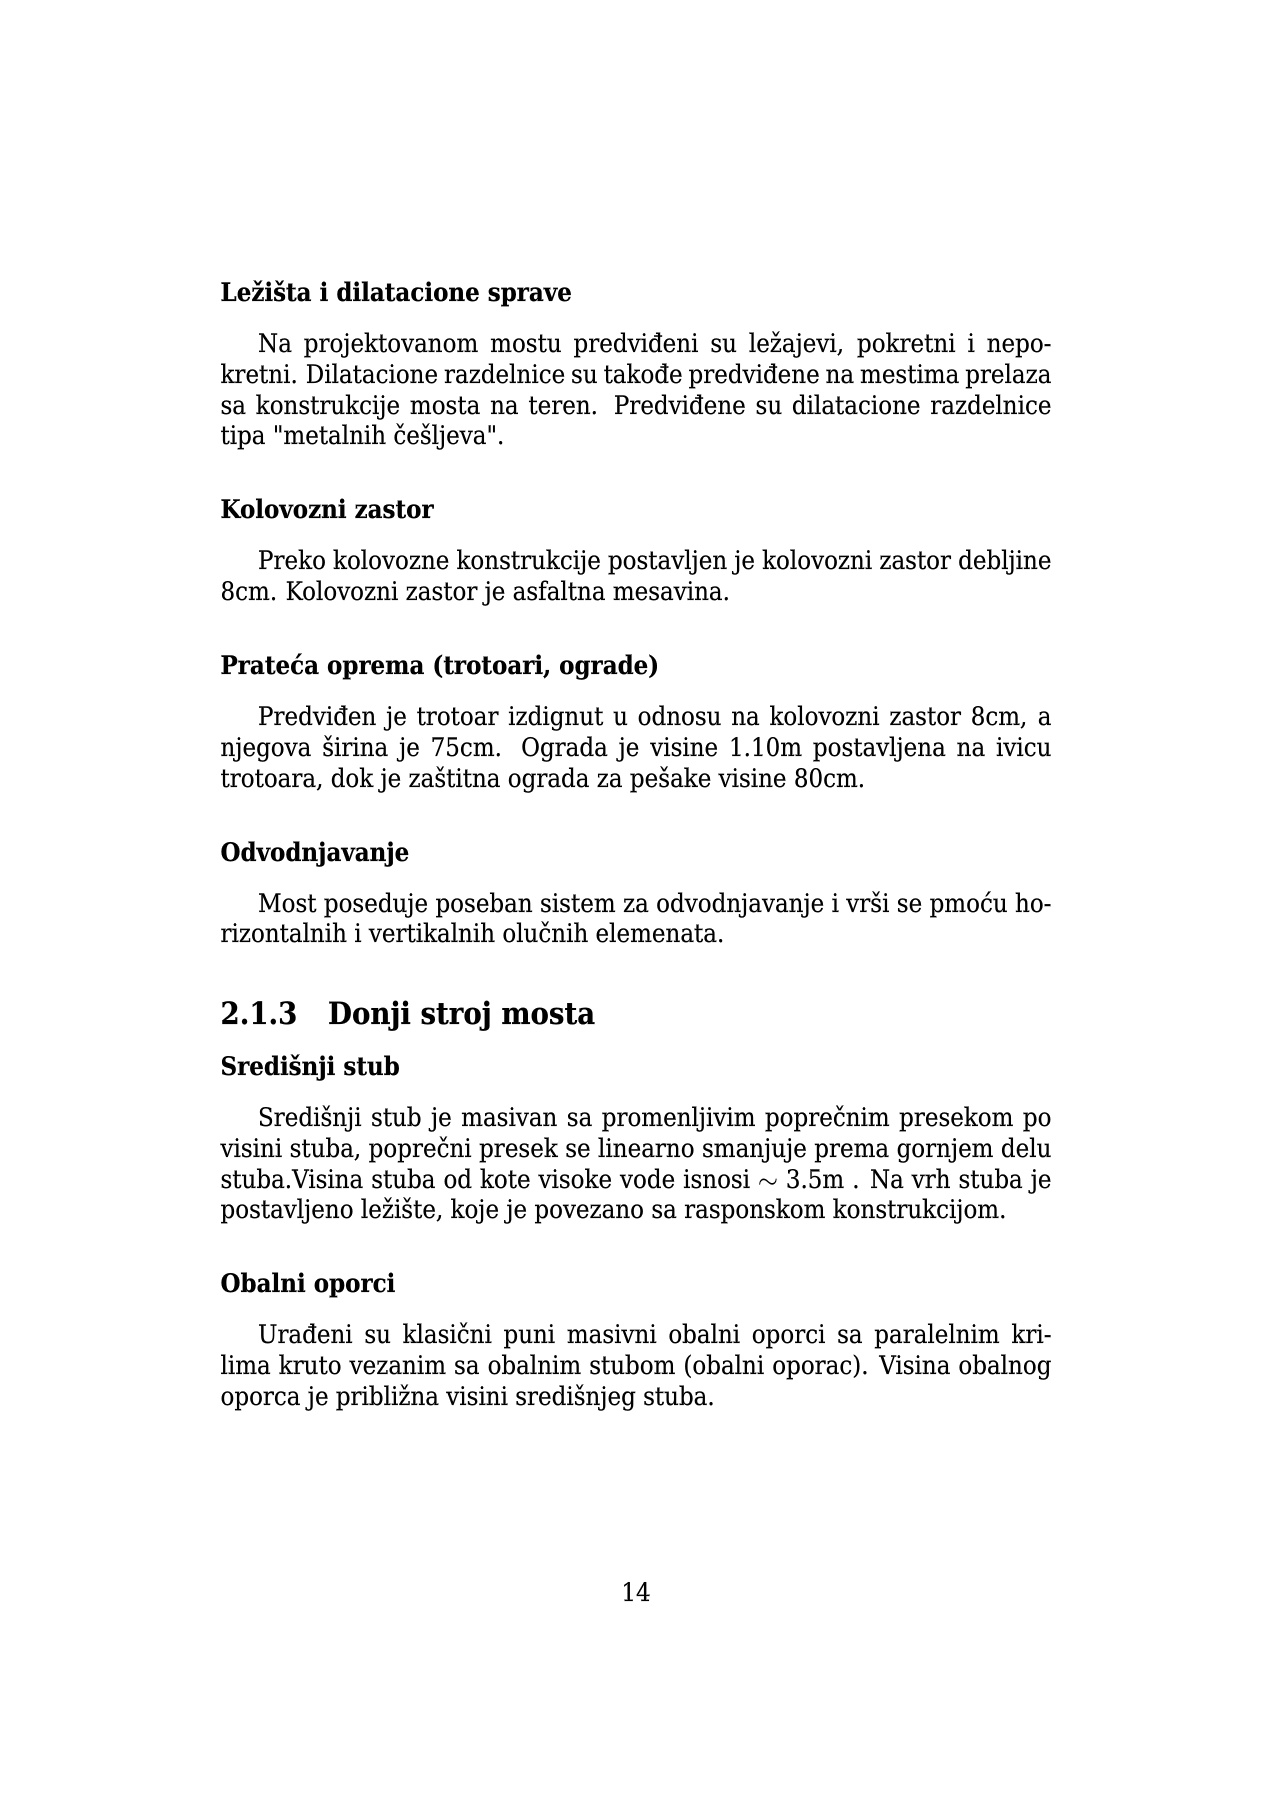 Ležišta i dilatacione sprave
Na projektovanom mostu predviđeni su ležajevi, pokretni i nepo-
kretni. Dilatacione razdelnice su takođe predviđene na mestima prelaza
sa konstrukcije mosta na teren. Predviđene su dilatacione razdelnice
tipa "metalnih češljeva".
Kolovozni zastor
Preko kolovozne konstrukcije postavljen je kolovozni zastor debljine
8cm. Kolovozni zastor je asfaltna mesavina.
Prateća oprema (trotoari, ograde)
Predviđen je trotoar izdignut u odnosu na kolovozni zastor 8cm, a
njegova širina je 75cm. Ograda je visine 1.10m postavljena na ivicu
trotoara, dok je zaštitna ograda za pešake visine 80cm.
Odvodnjavanje
Most poseduje poseban sistem za odvodnjavanje i vrši se pmoću ho-
rizontalnih i vertikalnih olučnih elemenata.
2.1.3 Donji stroj mosta
Središnji stub
Središnji stub je masivan sa promenljivim poprečnim presekom po
visini stuba, poprečni presek se linearno smanjuje prema gornjem delu
stuba.Visina stuba od kote visoke vode isnosi ∼ 3.5m . Na vrh stuba je
postavljeno ležište, koje je povezano sa rasponskom konstrukcijom.
Obalni oporci
Urađeni su klasični puni masivni obalni oporci sa paralelnim kri-
lima kruto vezanim sa obalnim stubom (obalni oporac). Visina obalnog
oporca je približna visini središnjeg stuba.
14